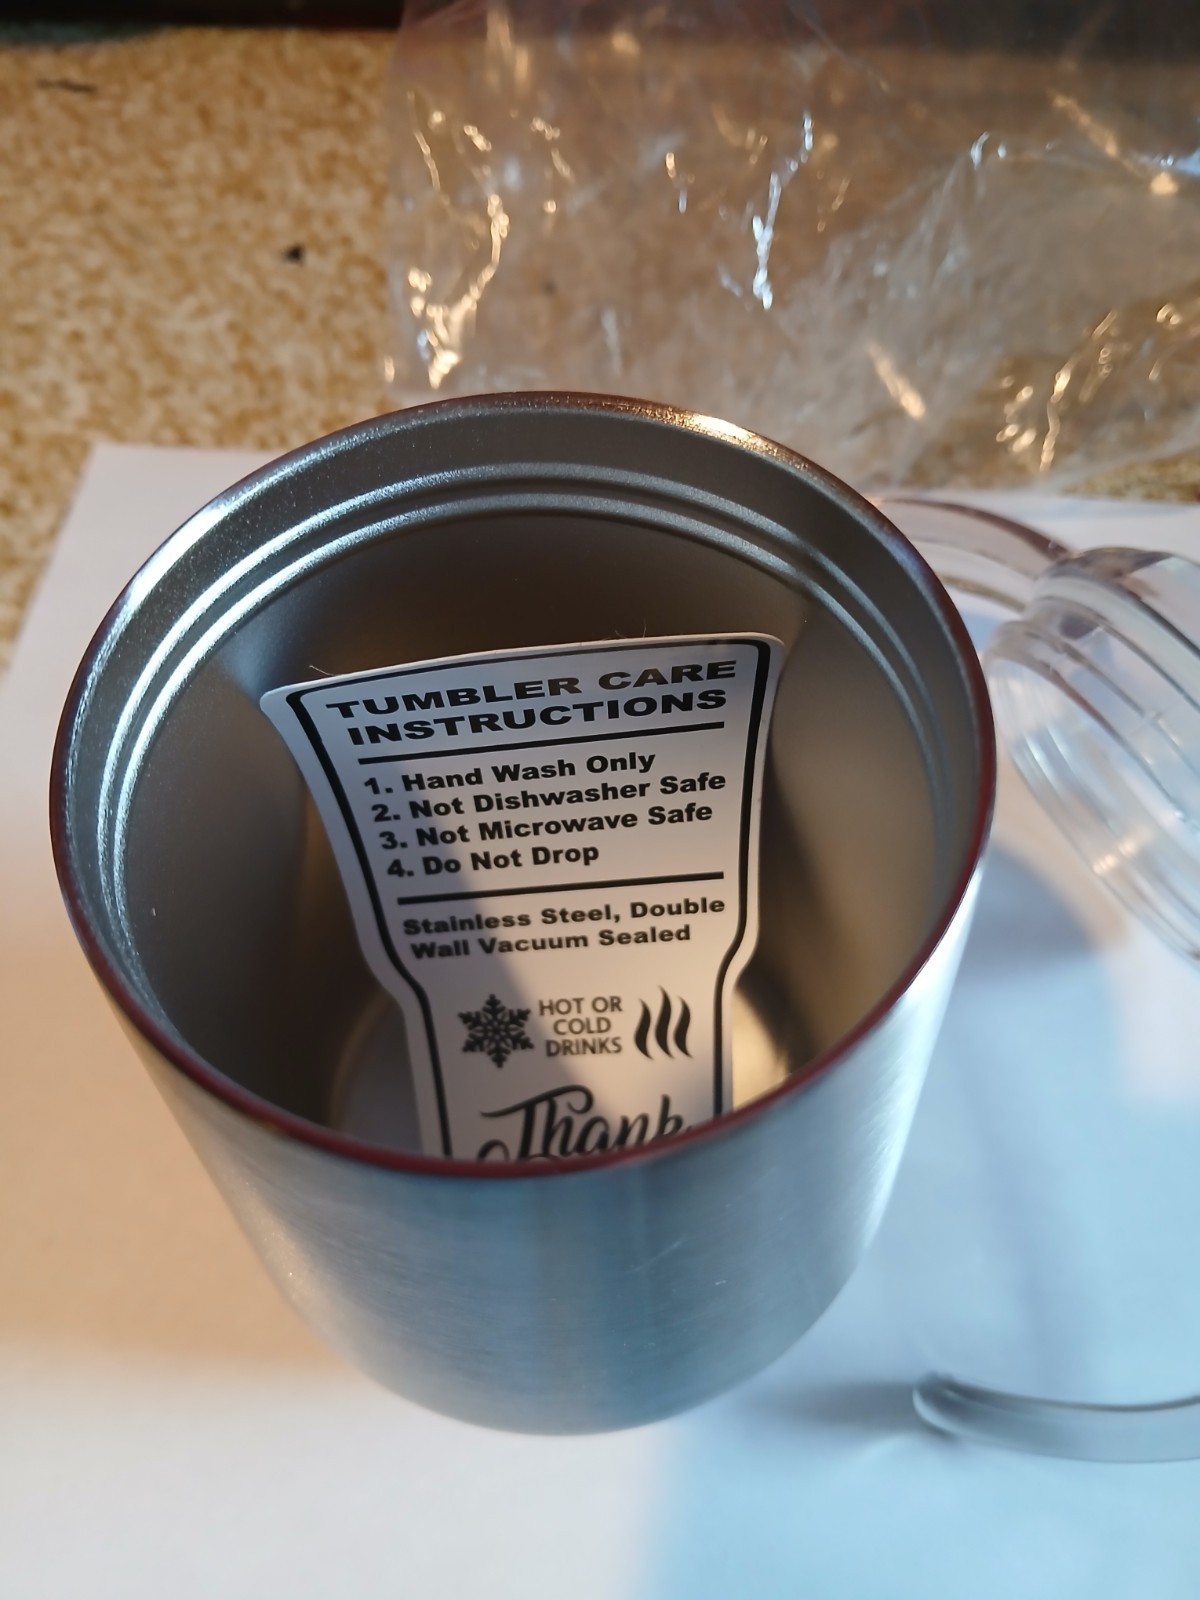 TUMBLER CARE
INSTRUCTIONS
1. Hand Wash Only
2. Not Dishwasher Safe
3. Not Microwave Safe
4. Do Not Drop
Stainless Steel, Double
Wall Vacuum Sealed
HOT OR
COLD
DRINKS
Thank